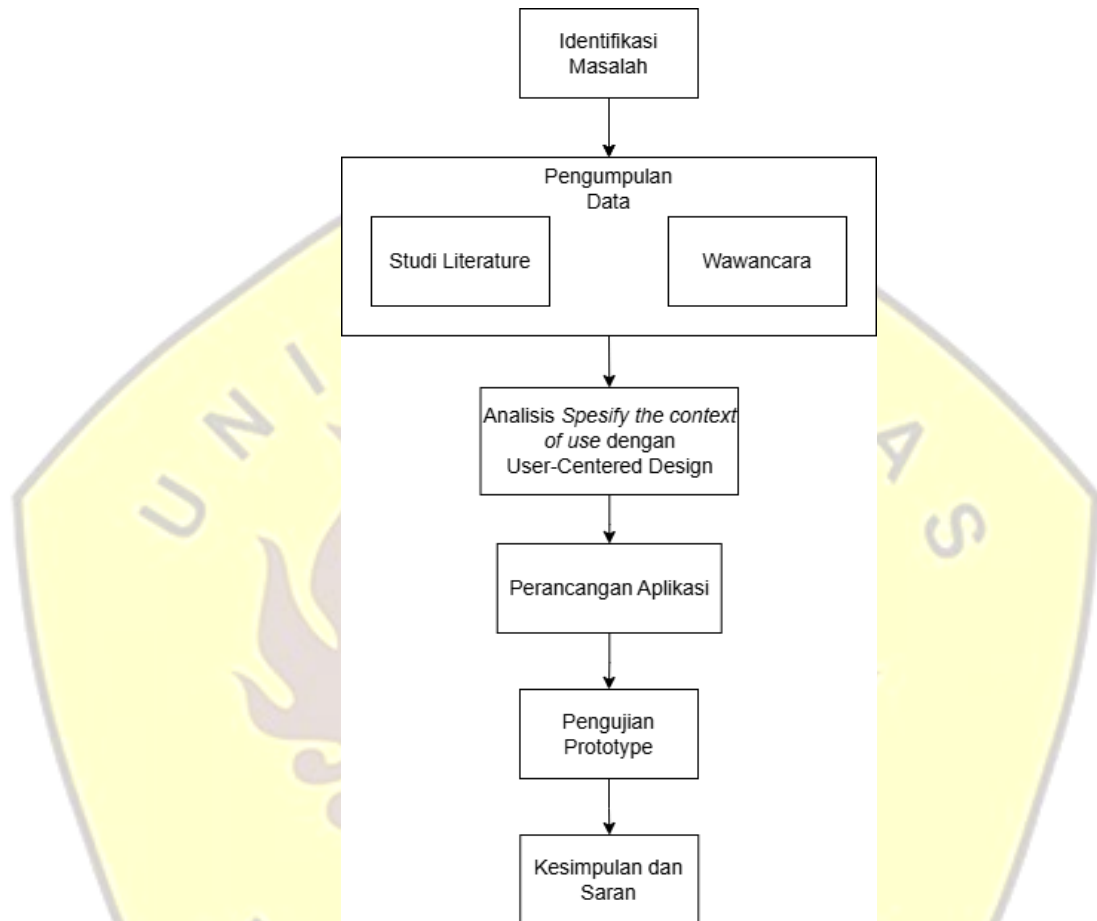 Identifikasi
Masalah
Pengumpulan
Data
Studi Literature
Wawancara
Analisis Spesify the context
of use dengan
User-Centered Design
Perancangan Aplikasi
Pengujian
Prototype
Kesimpulan dan
Saran
U N I
A S